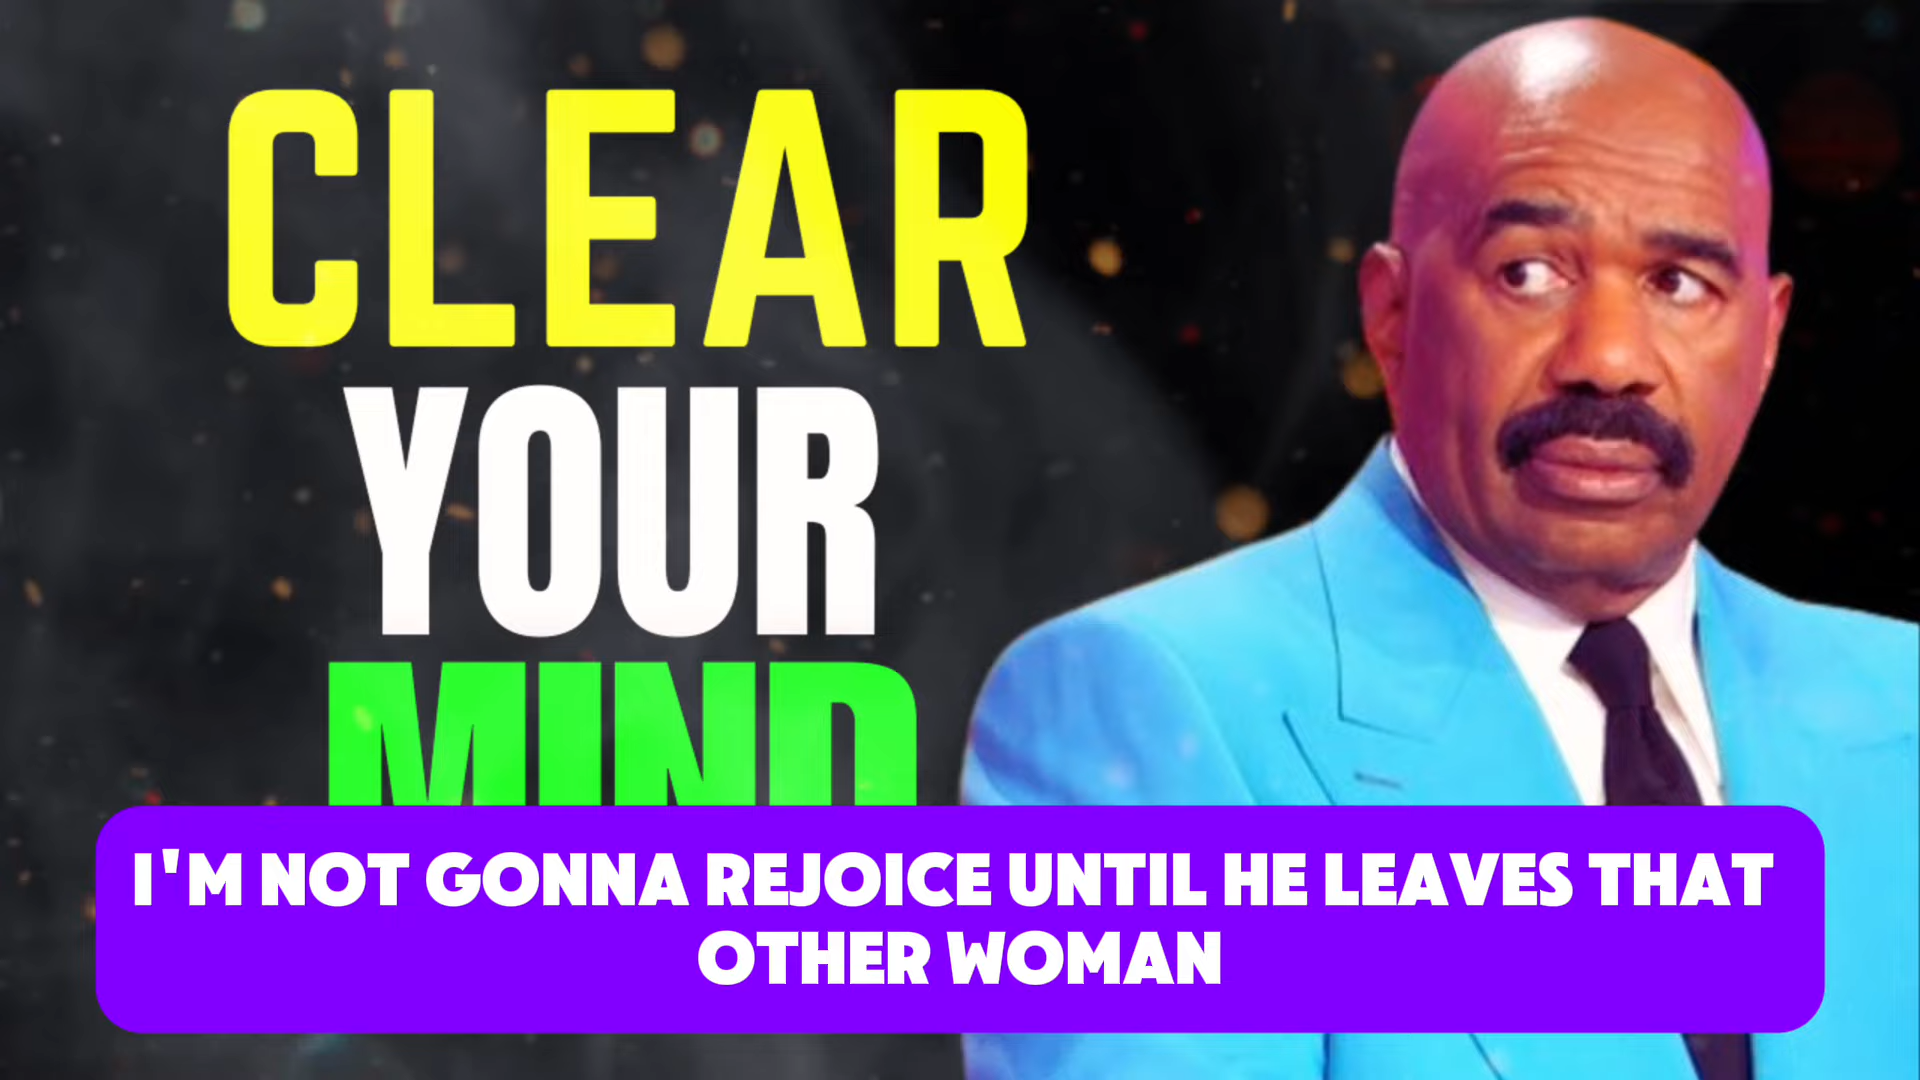 CLEAR
YOUR
MIND
I'M NOT GONNA REJOICE UNTIL HE LEAVES THAT
OTHER WOMAN